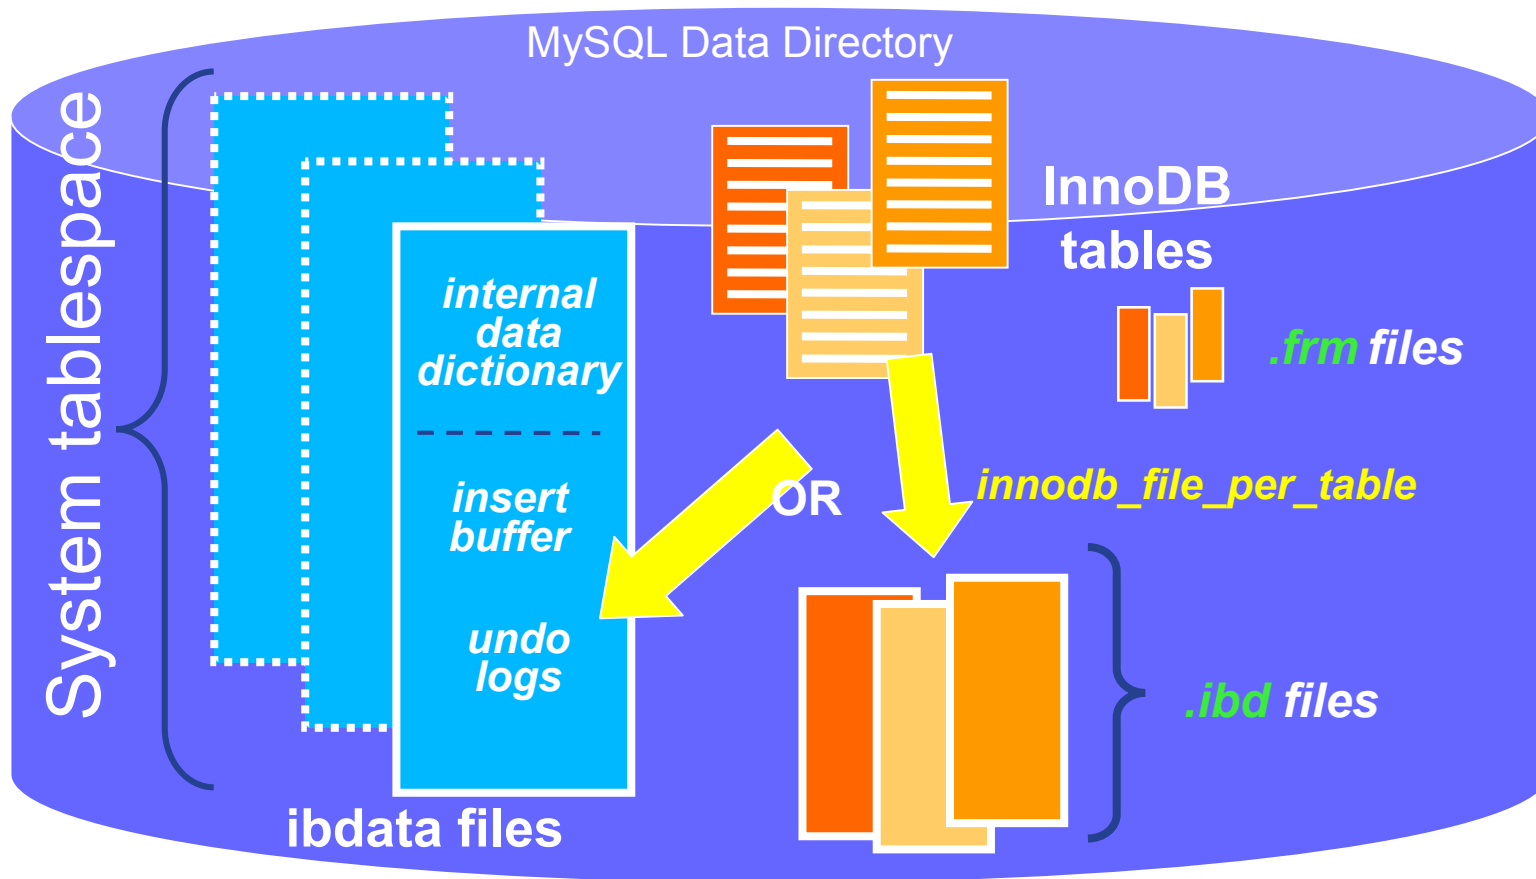 MySQL Data Directory
System tablespace
internal
data
dictionary
insert
buffer
undo
logs
ibdata files
InnoDB
tables
.frm files
OR
innodb_file_per_table
.ibd files